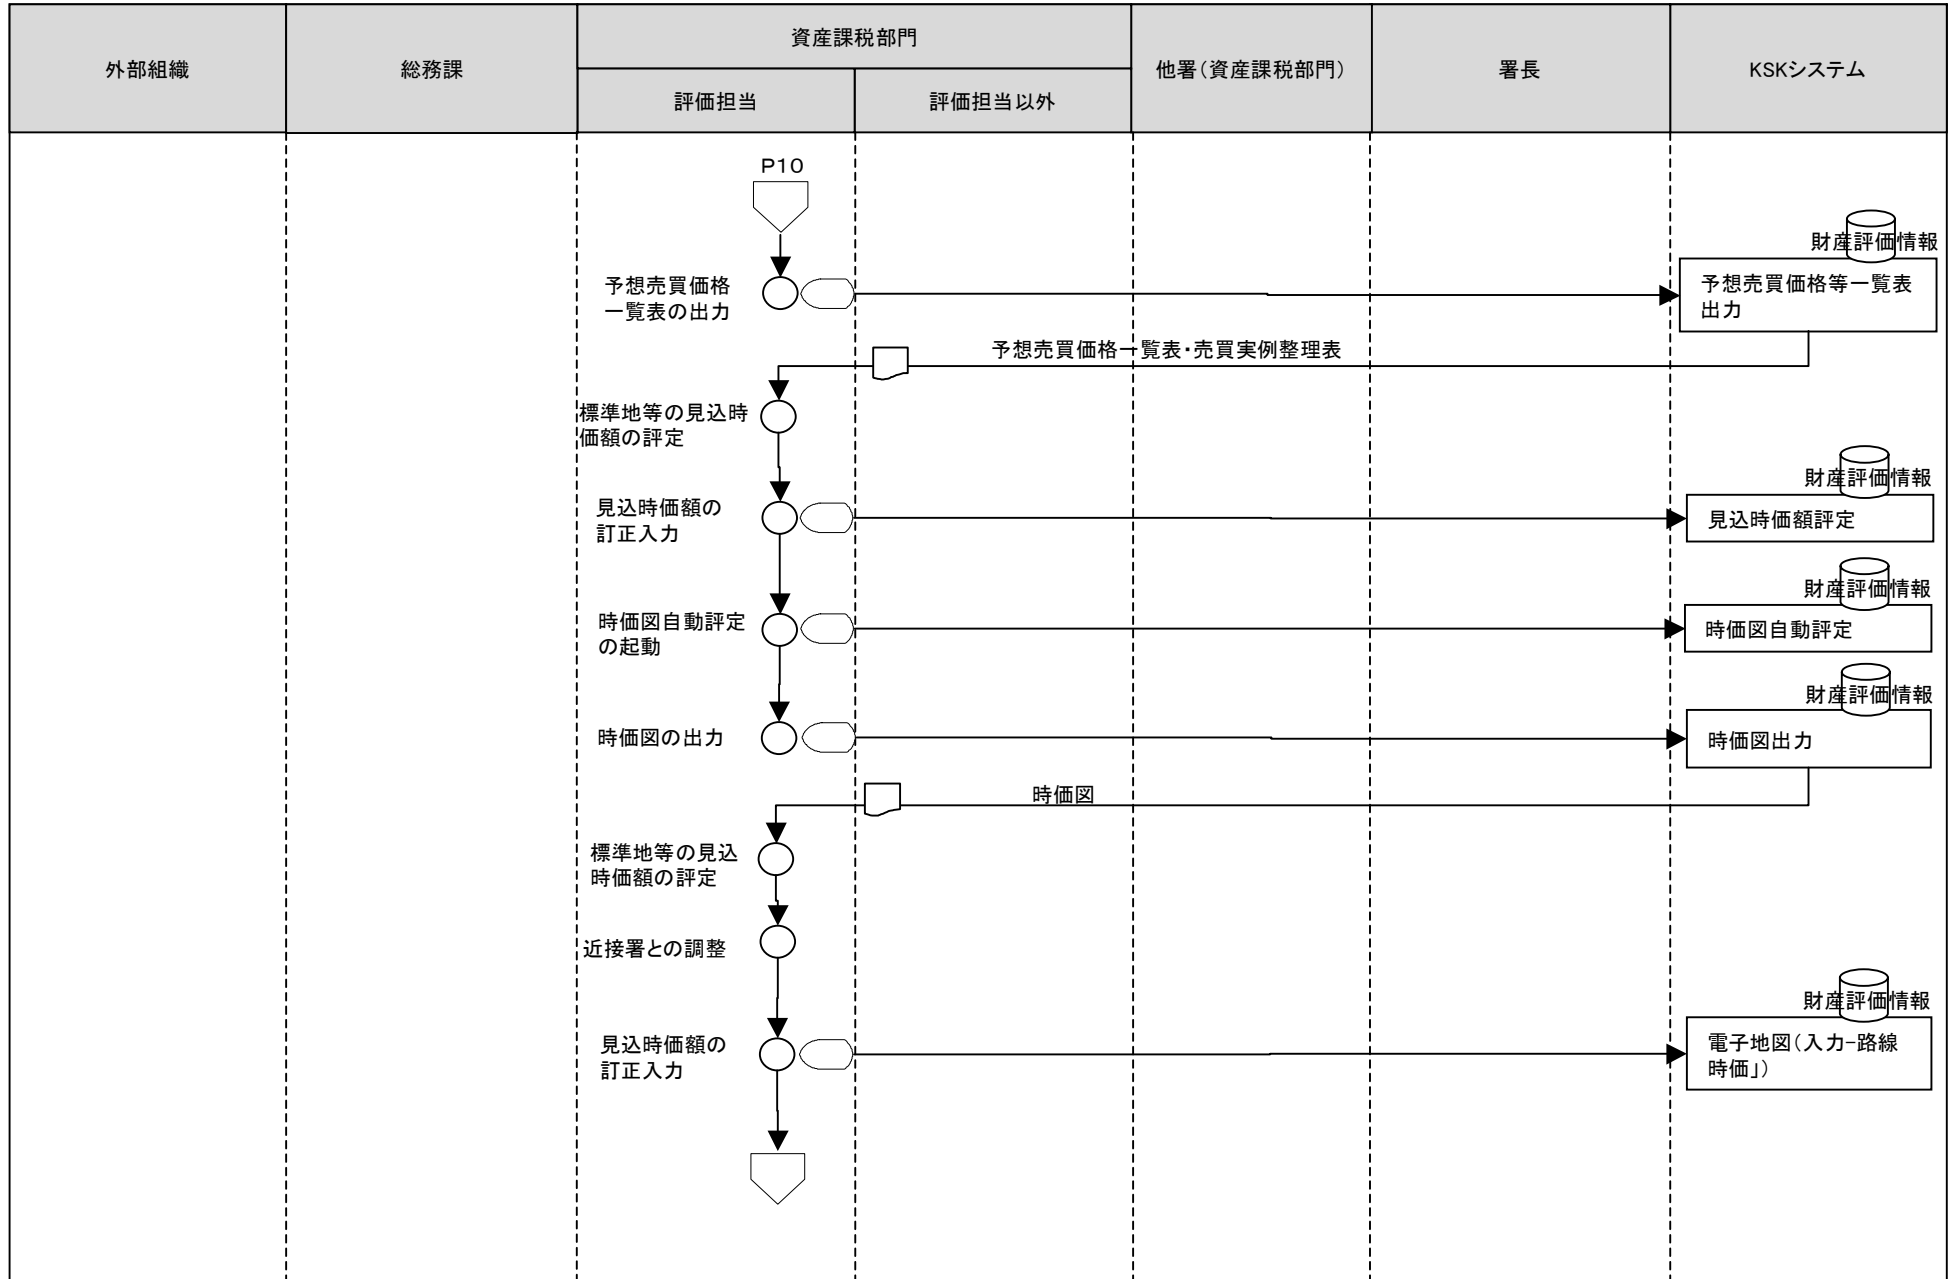 外部組織
総務課
資産課税部門
評価担当
評価担当以外
他署（資産課税部門）
署長
KSKシステム
P10
予想売買価格
一覧表の出力
財産評価情報
予想売買価格等一覧表
出力
予想売買価格一覧表・売買実例整理表
標準地等の見込時
価額の評定
見込時価額の
訂正入力
財産評価情報
見込時価額評定
時価図自動評定
の起動
財産評価情報
時価図自動評定
時価図の出力
財産評価情報
時価図出力
時価図
標準地等の見込
時価額の評定
近接署との調整
見込時価額の
訂正入力
財産評価情報
電子地図（入力-路線
時価」）